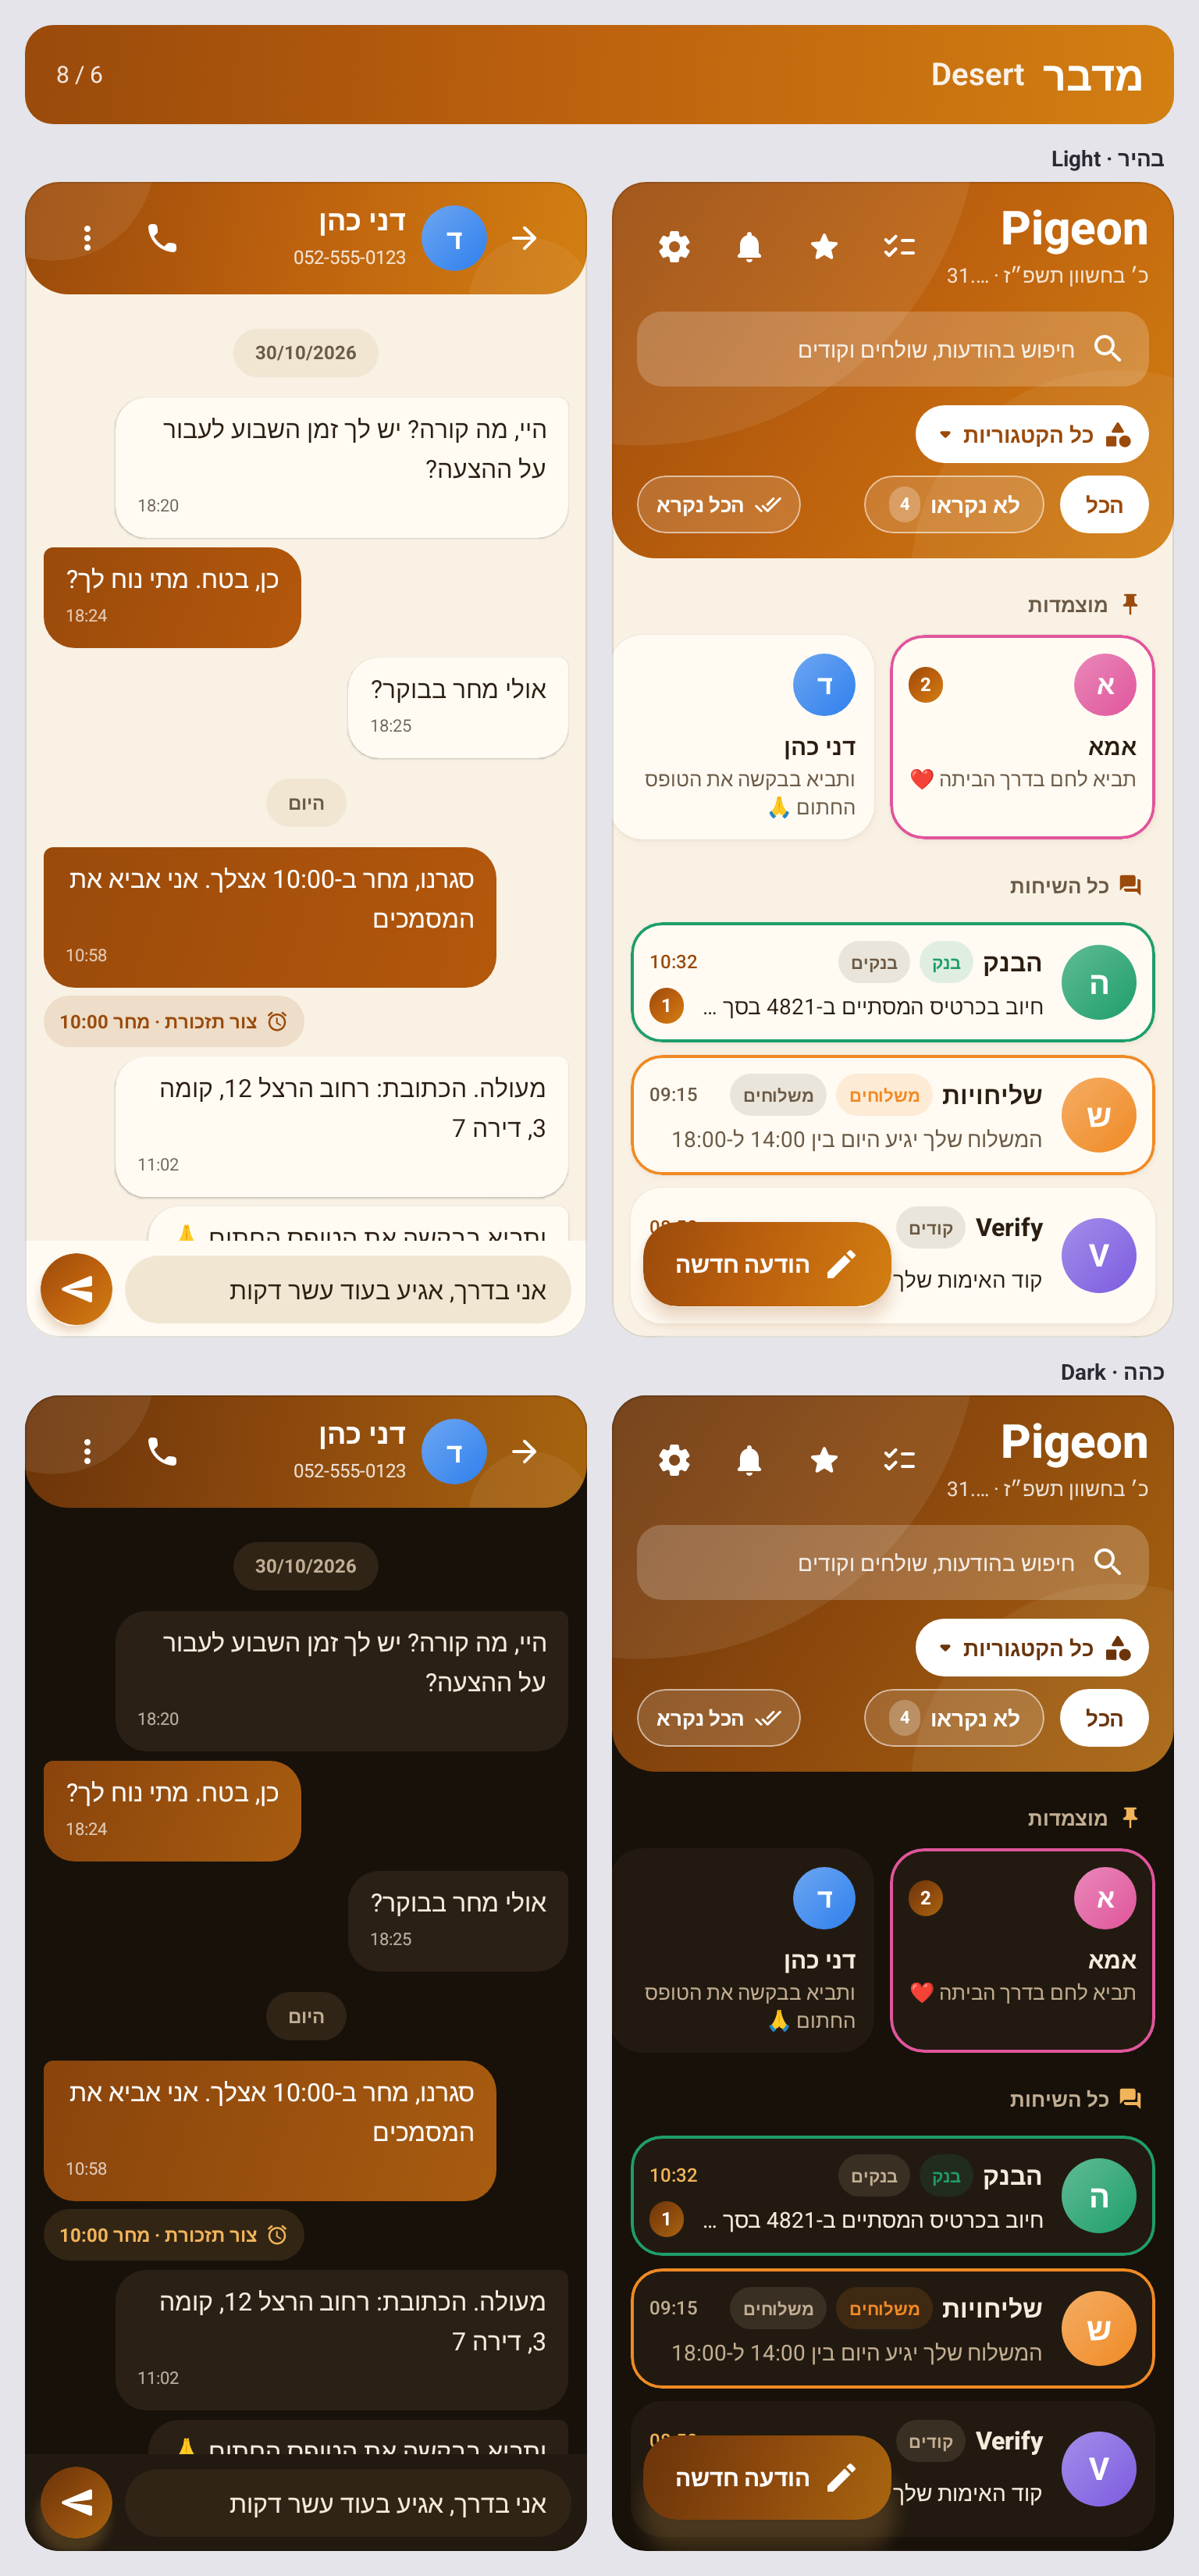 מדבר Desert
8 / 6
בהיר · Light
Pigeon
כ׳ בחשוון תשפ״ז · 31....
חיפוש בהודעות, שולחים וקודים
כל הקטגוריות
הכל
לא נקראו 4
הכל נקרא
מוצמדות
א
2
אמא
תביא לחם בדרך הביתה ❤️
ד
דני כהן
ותביא בבקשה את הטופס
החתום 🙏
כל השיחות
ה
הבנק בנק בנקים 10:32
חיוב בכרטיס המסתיים ב-4821 בסך ... 1
ש
שליחויות משלוחים משלוחים 09:15
המשלוח שלך יגיע היום בין 14:00 ל-18:00
V
Verify קודים
קוד האימות שלך
הודעה חדשה
ד
דני כהן
052-555-0123
30/10/2026
היי, מה קורה? יש לך זמן השבוע לעבור
על ההצעה?
18:20
כן, בטח. מתי נוח לך?
18:24
אולי מחר בבוקר?
18:25
היום
סגרנו, מחר ב-10:00 אצלך. אני אביא את
המסמכים
10:58
צור תזכורת · מחר 10:00
מעולה. הכתובת: רחוב הרצל 12, קומה
3, דירה 7
11:02
ותביא בבקשה את הטופס החתום 🙏
אני בדרך, אגיע בעוד עשר דקות
כהה · Dark
Pigeon
כ׳ בחשוון תשפ״ז · 31....
חיפוש בהודעות, שולחים וקודים
כל הקטגוריות
הכל
לא נקראו 4
הכל נקרא
מוצמדות
א
2
אמא
תביא לחם בדרך הביתה ❤️
ד
דני כהן
ותביא בבקשה את הטופס
החתום 🙏
כל השיחות
ה
הבנק בנק בנקים 10:32
חיוב בכרטיס המסתיים ב-4821 בסך ... 1
ש
שליחויות משלוחים משלוחים 09:15
המשלוח שלך יגיע היום בין 14:00 ל-18:00
V
Verify קודים
קוד האימות שלך
הודעה חדשה
ד
דני כהן
052-555-0123
30/10/2026
היי, מה קורה? יש לך זמן השבוע לעבור
על ההצעה?
18:20
כן, בטח. מתי נוח לך?
18:24
אולי מחר בבוקר?
18:25
היום
סגרנו, מחר ב-10:00 אצלך. אני אביא את
המסמכים
10:58
צור תזכורת · מחר 10:00
מעולה. הכתובת: רחוב הרצל 12, קומה
3, דירה 7
11:02
ותביא בבקשה את הטופס החתום 🙏
אני בדרך, אגיע בעוד עשר דקות